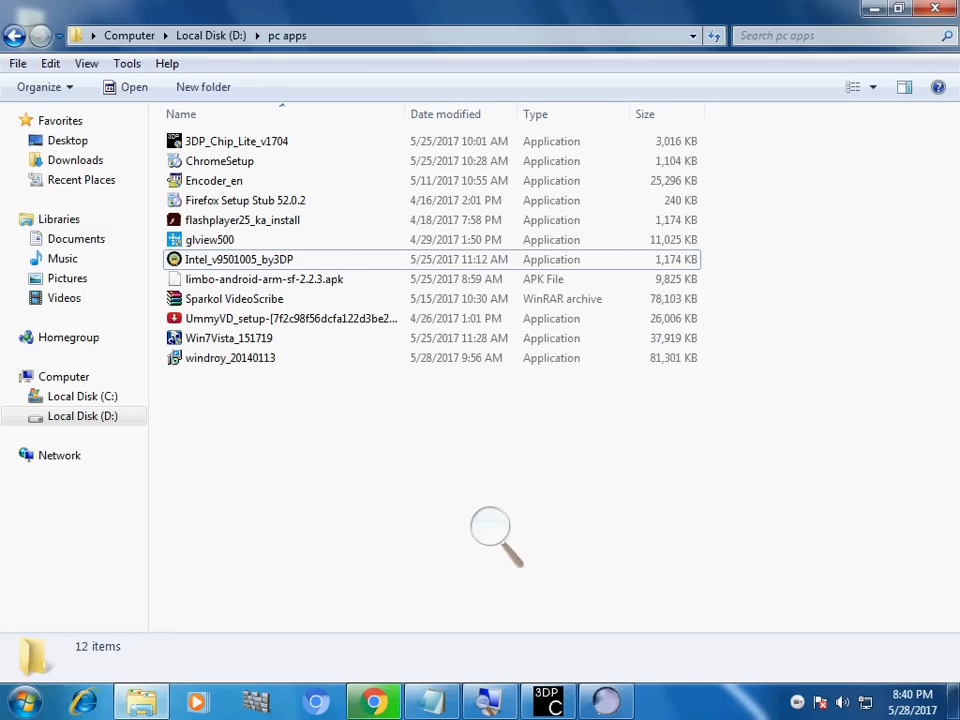 Computer Local Disk (D:) pc apps Search pc apps
File Edit View Tools Help
Organize Open New folder
Name Date modified Type Size
Favorites
Desktop
Downloads
Recent Places
Libraries
Documents
Music
Pictures
Videos
Homegroup
Computer
Local Disk (C:)
Local Disk (D:)
Network
3DP_Chip_Lite_v1704 5/25/2017 10:01 AM Application 3,016 KB
ChromeSetup 5/25/2017 10:28 AM Application 1,104 KB
Encoder_en 5/11/2017 10:55 AM Application 25,296 KB
Firefox Setup Stub 52.0.2 4/16/2017 2:01 PM Application 240 KB
flashplayer25_ka_install 4/18/2017 7:58 PM Application 1,174 KB
glview500 4/29/2017 1:50 PM Application 11,025 KB
Intel_v9501005_by3DP 5/25/2017 11:12 AM Application 1,174 KB
limbo-android-arm-sf-2.2.3.apk 5/25/2017 8:59 AM APK File 9,825 KB
Sparkol VideoScribe 5/15/2017 10:30 AM WinRAR archive 78,103 KB
UmmyVD_setup-[7f2c98f56dcfa122d3be2... 4/26/2017 1:01 PM Application 26,006 KB
Win7Vista_151719 5/25/2017 11:28 AM Application 37,919 KB
windroy_20140113 5/28/2017 9:56 AM Application 81,301 KB
12 items
3DP
C
8:40 PM
5/28/2017